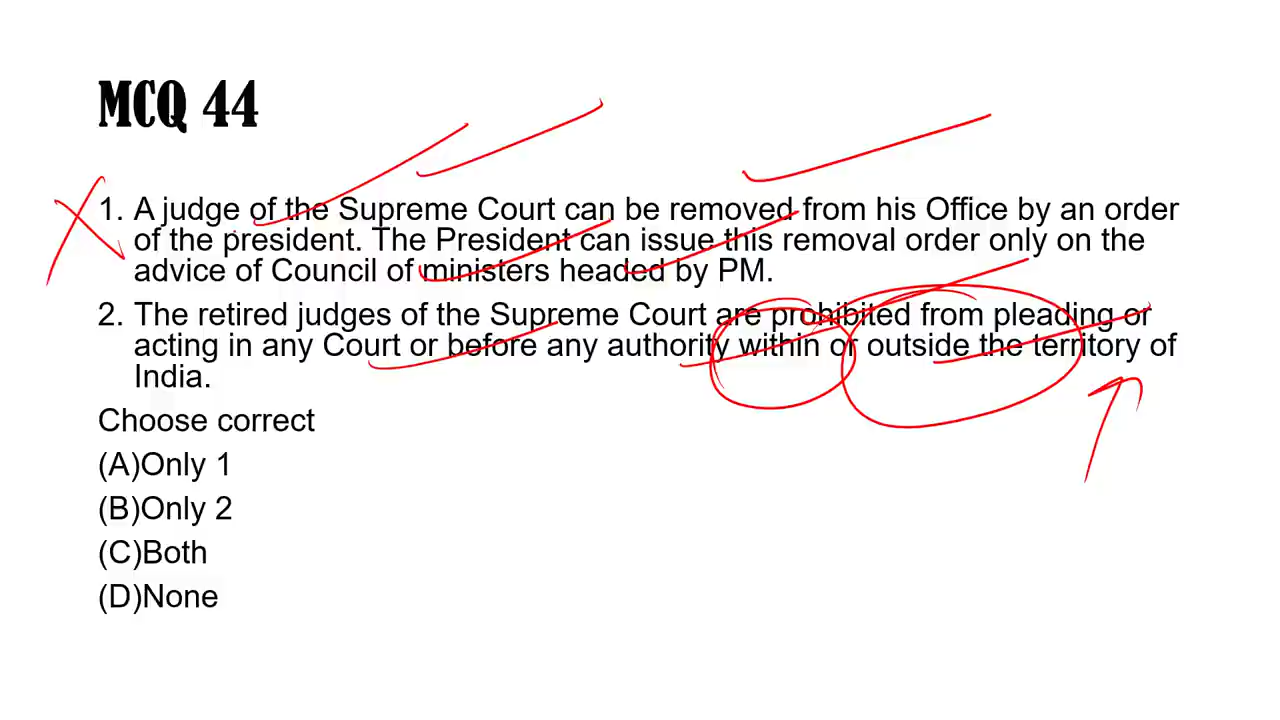 MCQ 44
1. A judge of the Supreme Court can be removed from his Office by an order
of the president. The President can issue this removal order only on the
advice of Council of ministers headed by PM.
2. The retired judges of the Supreme Court are prohibited from pleading or
acting in any Court or before any authority within or outside the territory of
India.
Choose correct
(A)Only 1
(B)Only 2
(C)Both
(D)None